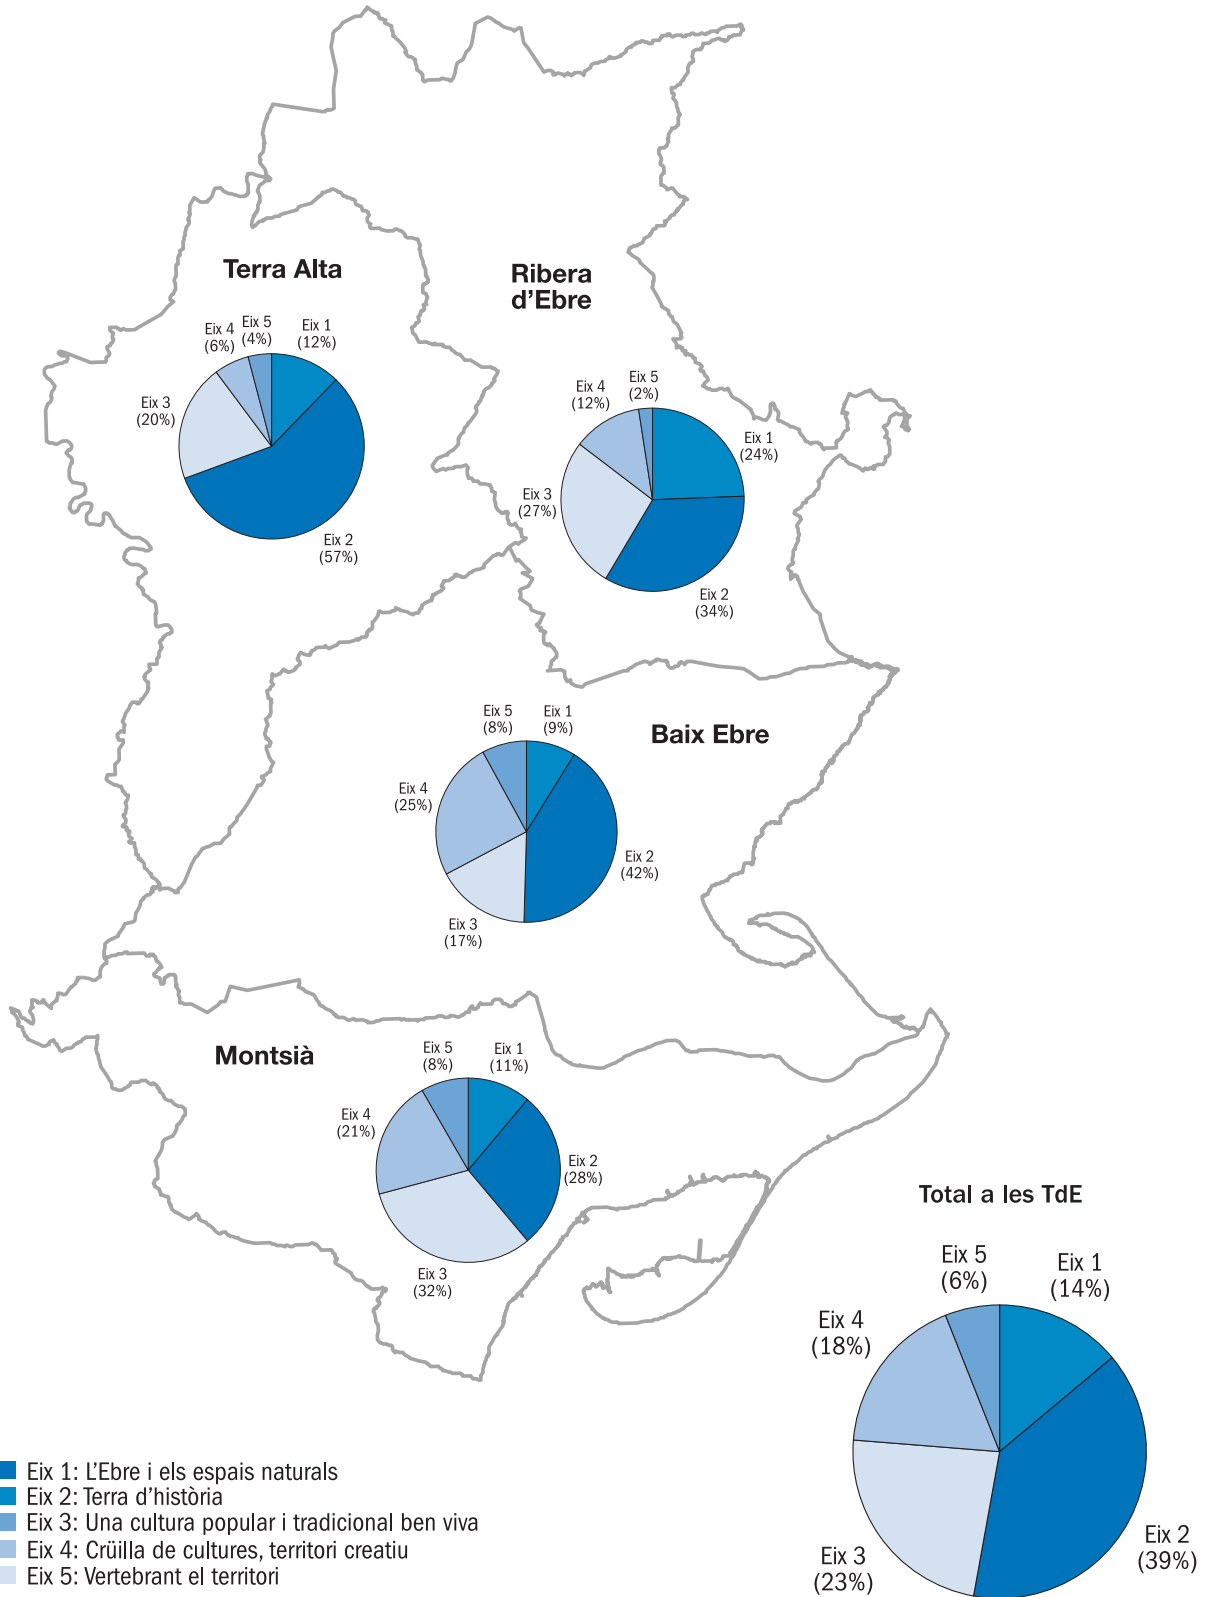 Terra Alta
Eix 4
(6%)
Eix 5
(4%)
Eix 1
(12%)
Eix 3
(20%)
Eix 2
(57%)
Ribera
d'Ebre
Eix 4
(12%)
Eix 5
(2%)
Eix 1
(24%)
Eix 3
(27%)
Eix 2
(34%)
Baix Ebre
Eix 5
(8%)
Eix 1
(9%)
Eix 4
(25%)
Eix 2
(42%)
Eix 3
(17%)
Montsià
Eix 5
(8%)
Eix 1
(11%)
Eix 4
(21%)
Eix 2
(28%)
Eix 3
(32%)
Total a les TdE
Eix 5
(6%)
Eix 1
(14%)
Eix 4
(18%)
Eix 2
(39%)
Eix 3
(23%)
Eix 1: L'Ebre i els espais naturals
Eix 2: Terra d'història
Eix 3: Una cultura popular i tradicional ben viva
Eix 4: Crüilla de cultures, territori creatiu
Eix 5: Vertebrant el territori